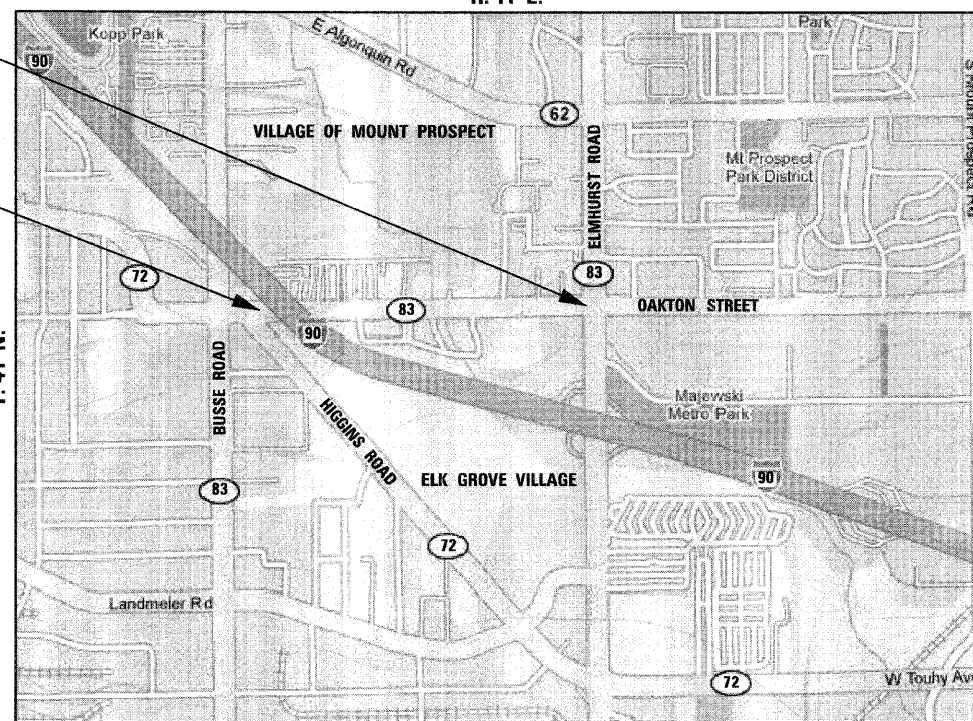 R. 11 E.
Kopp Park
Park
E Algonquin Rd
90
62
VILLAGE OF MOUNT PROSPECT
ELMHURST ROAD
Mt Prospect
Park District
72
83
83
OAKTON STREET
90
T. 41 N.
BUSSE ROAD
HIGGINS ROAD
Majewski
Metro Park
ELK GROVE VILLAGE
90
83
72
Landmeier Rd
72
W Touhy Ave